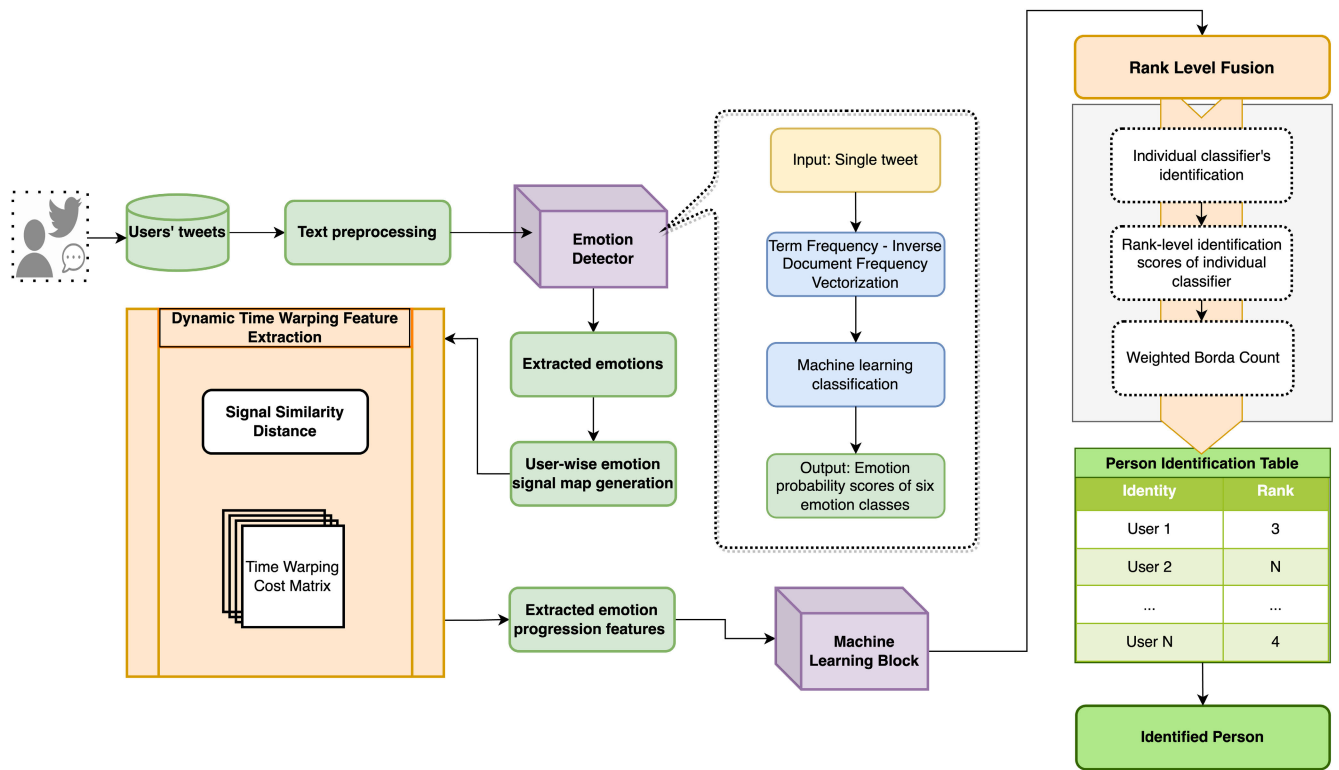 Users' tweets
Text preprocessing
Emotion
Detector
Input: Single tweet
Term Frequency - Inverse
Document Frequency
Vectorization
Machine learning
classification
Output: Emotion
probability scores of six
emotion classes
Extracted emotions
User-wise emotion
signal map generation
Dynamic Time Warping Feature
Extraction
Signal Similarity
Distance
Time Warping
Cost Matrix
Extracted emotion
progression features
Machine
Learning Block
Rank Level Fusion
Individual classifier's
identification
Rank-level identification
scores of individual
classifier
Weighted Borda Count
Person Identification Table
Identity Rank
User 1 3
User 2 N
... ...
User N 4
Identified Person